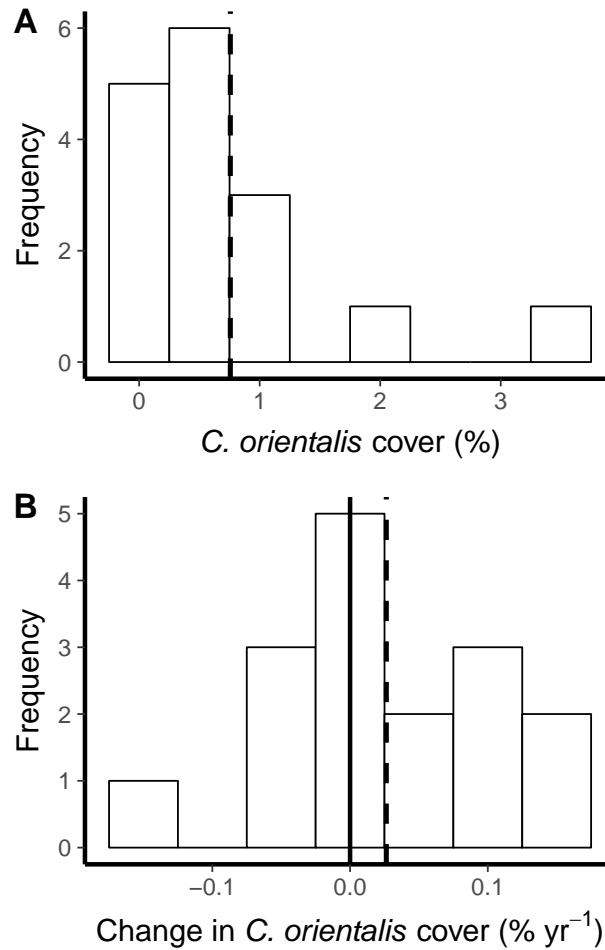 A
Frequency
6
4
2
0
0 1 2 3
C. orientalis cover (%)
B
Frequency
5
4
3
2
1
0
−0.1 0.0 0.1
Change in C. orientalis cover (% yr⁻¹)